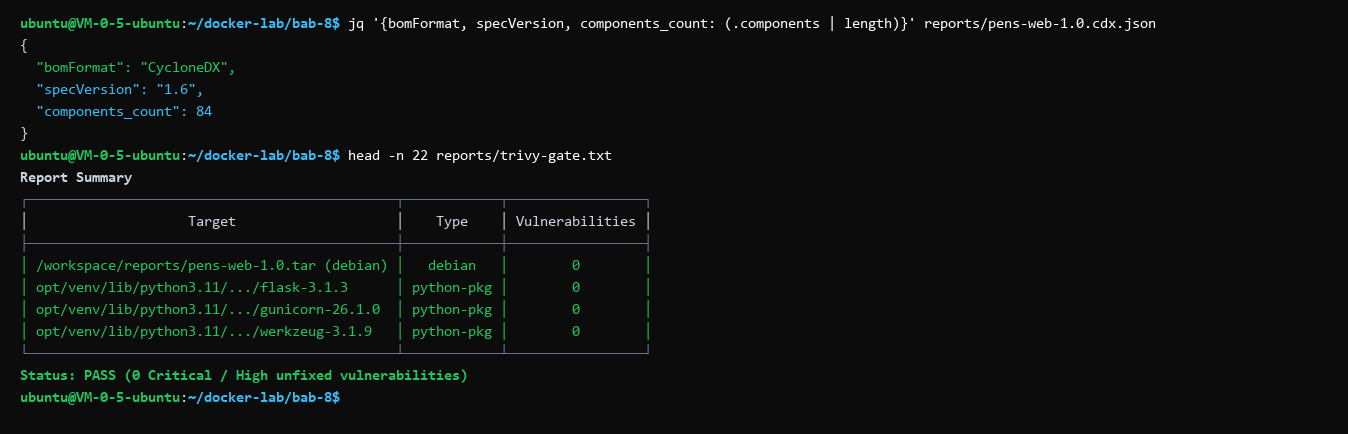 ubuntu@VM-0-5-ubuntu:~/docker-lab/bab-8$ jq '{bomFormat, specVersion, components_count: (.components | length)}' reports/pens-web-1.0.cdx.json
{
  "bomFormat": "CycloneDX",
  "specVersion": "1.6",
  "components_count": 84
}
ubuntu@VM-0-5-ubuntu:~/docker-lab/bab-8$ head -n 22 reports/trivy-gate.txt
Report Summary
│ Target │ Type │ Vulnerabilities │
│ /workspace/reports/pens-web-1.0.tar (debian) │ debian │ 0 │
│ opt/venv/lib/python3.11/.../flask-3.1.3 │ python-pkg │ 0 │
│ opt/venv/lib/python3.11/.../gunicorn-26.1.0 │ python-pkg │ 0 │
│ opt/venv/lib/python3.11/.../werkzeug-3.1.9 │ python-pkg │ 0 │
Status: PASS (0 Critical / High unfixed vulnerabilities)
ubuntu@VM-0-5-ubuntu:~/docker-lab/bab-8$